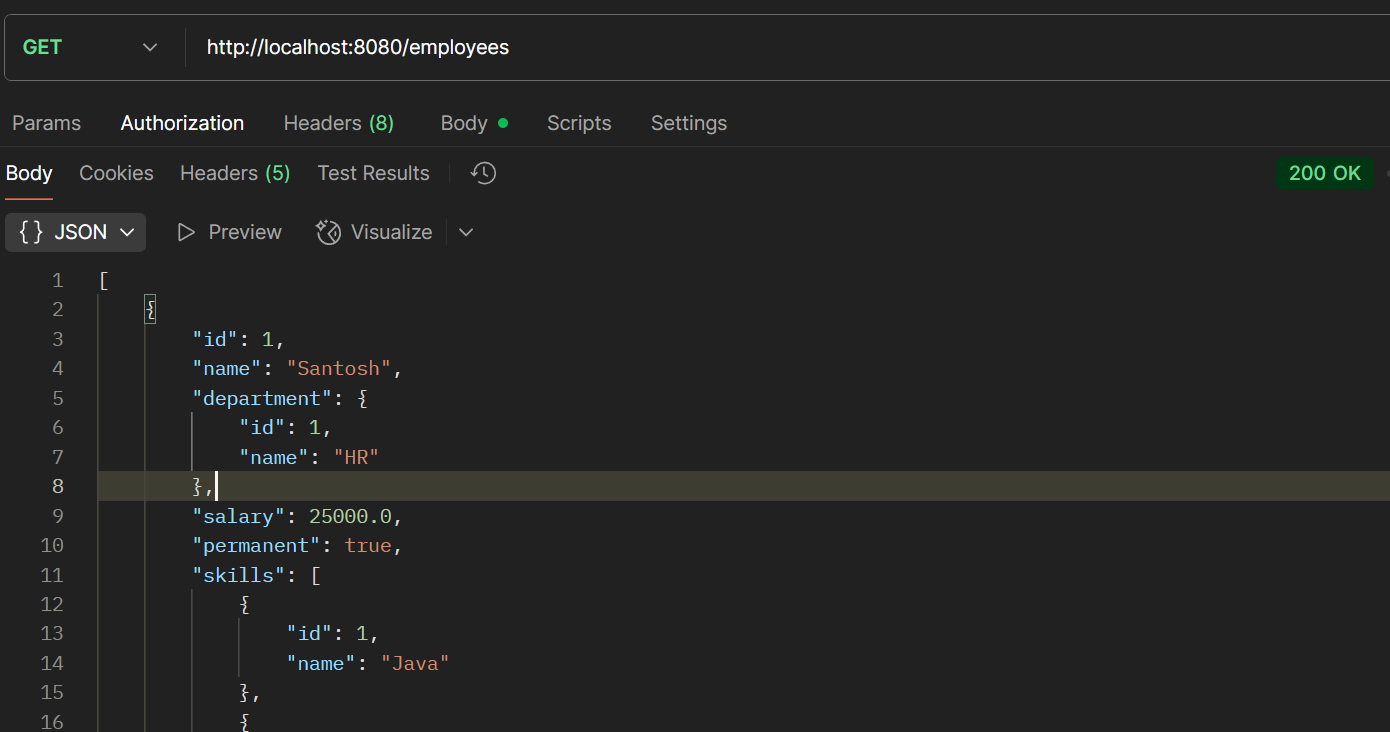 GET http://localhost:8080/employees
Params Authorization Headers (8) Body Scripts Settings
Body Cookies Headers (5) Test Results 200 OK
{} JSON Preview Visualize
1 [
2 {
3 "id": 1,
4 "name": "Santosh",
5 "department": {
6 "id": 1,
7 "name": "HR"
8 },
9 "salary": 25000.0,
10 "permanent": true,
11 "skills": [
12 {
13 "id": 1,
14 "name": "Java"
15 },
16 {